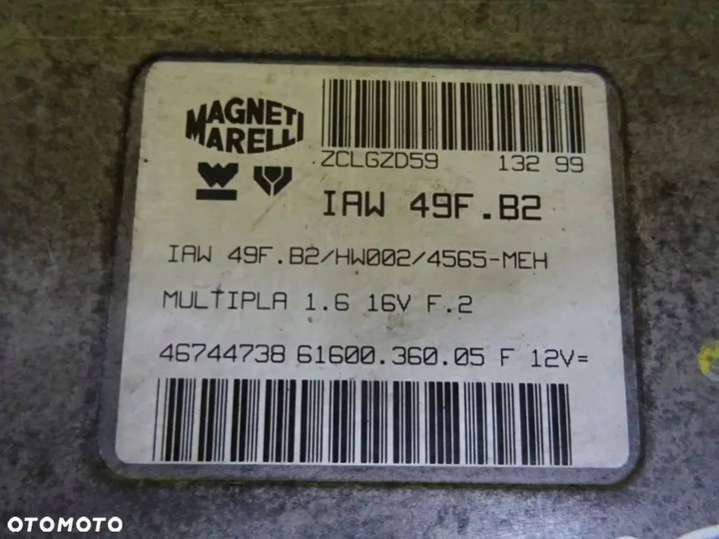 MAGNETI
MARELLI
ZCLGZD59 132 99
IAW 49F.B2
IAW 49F.B2/HW002/4565-MEH
MULTIPLA 1.6 16V F.2
46744738 61600.360.05 F 12V=
OTOMOTO